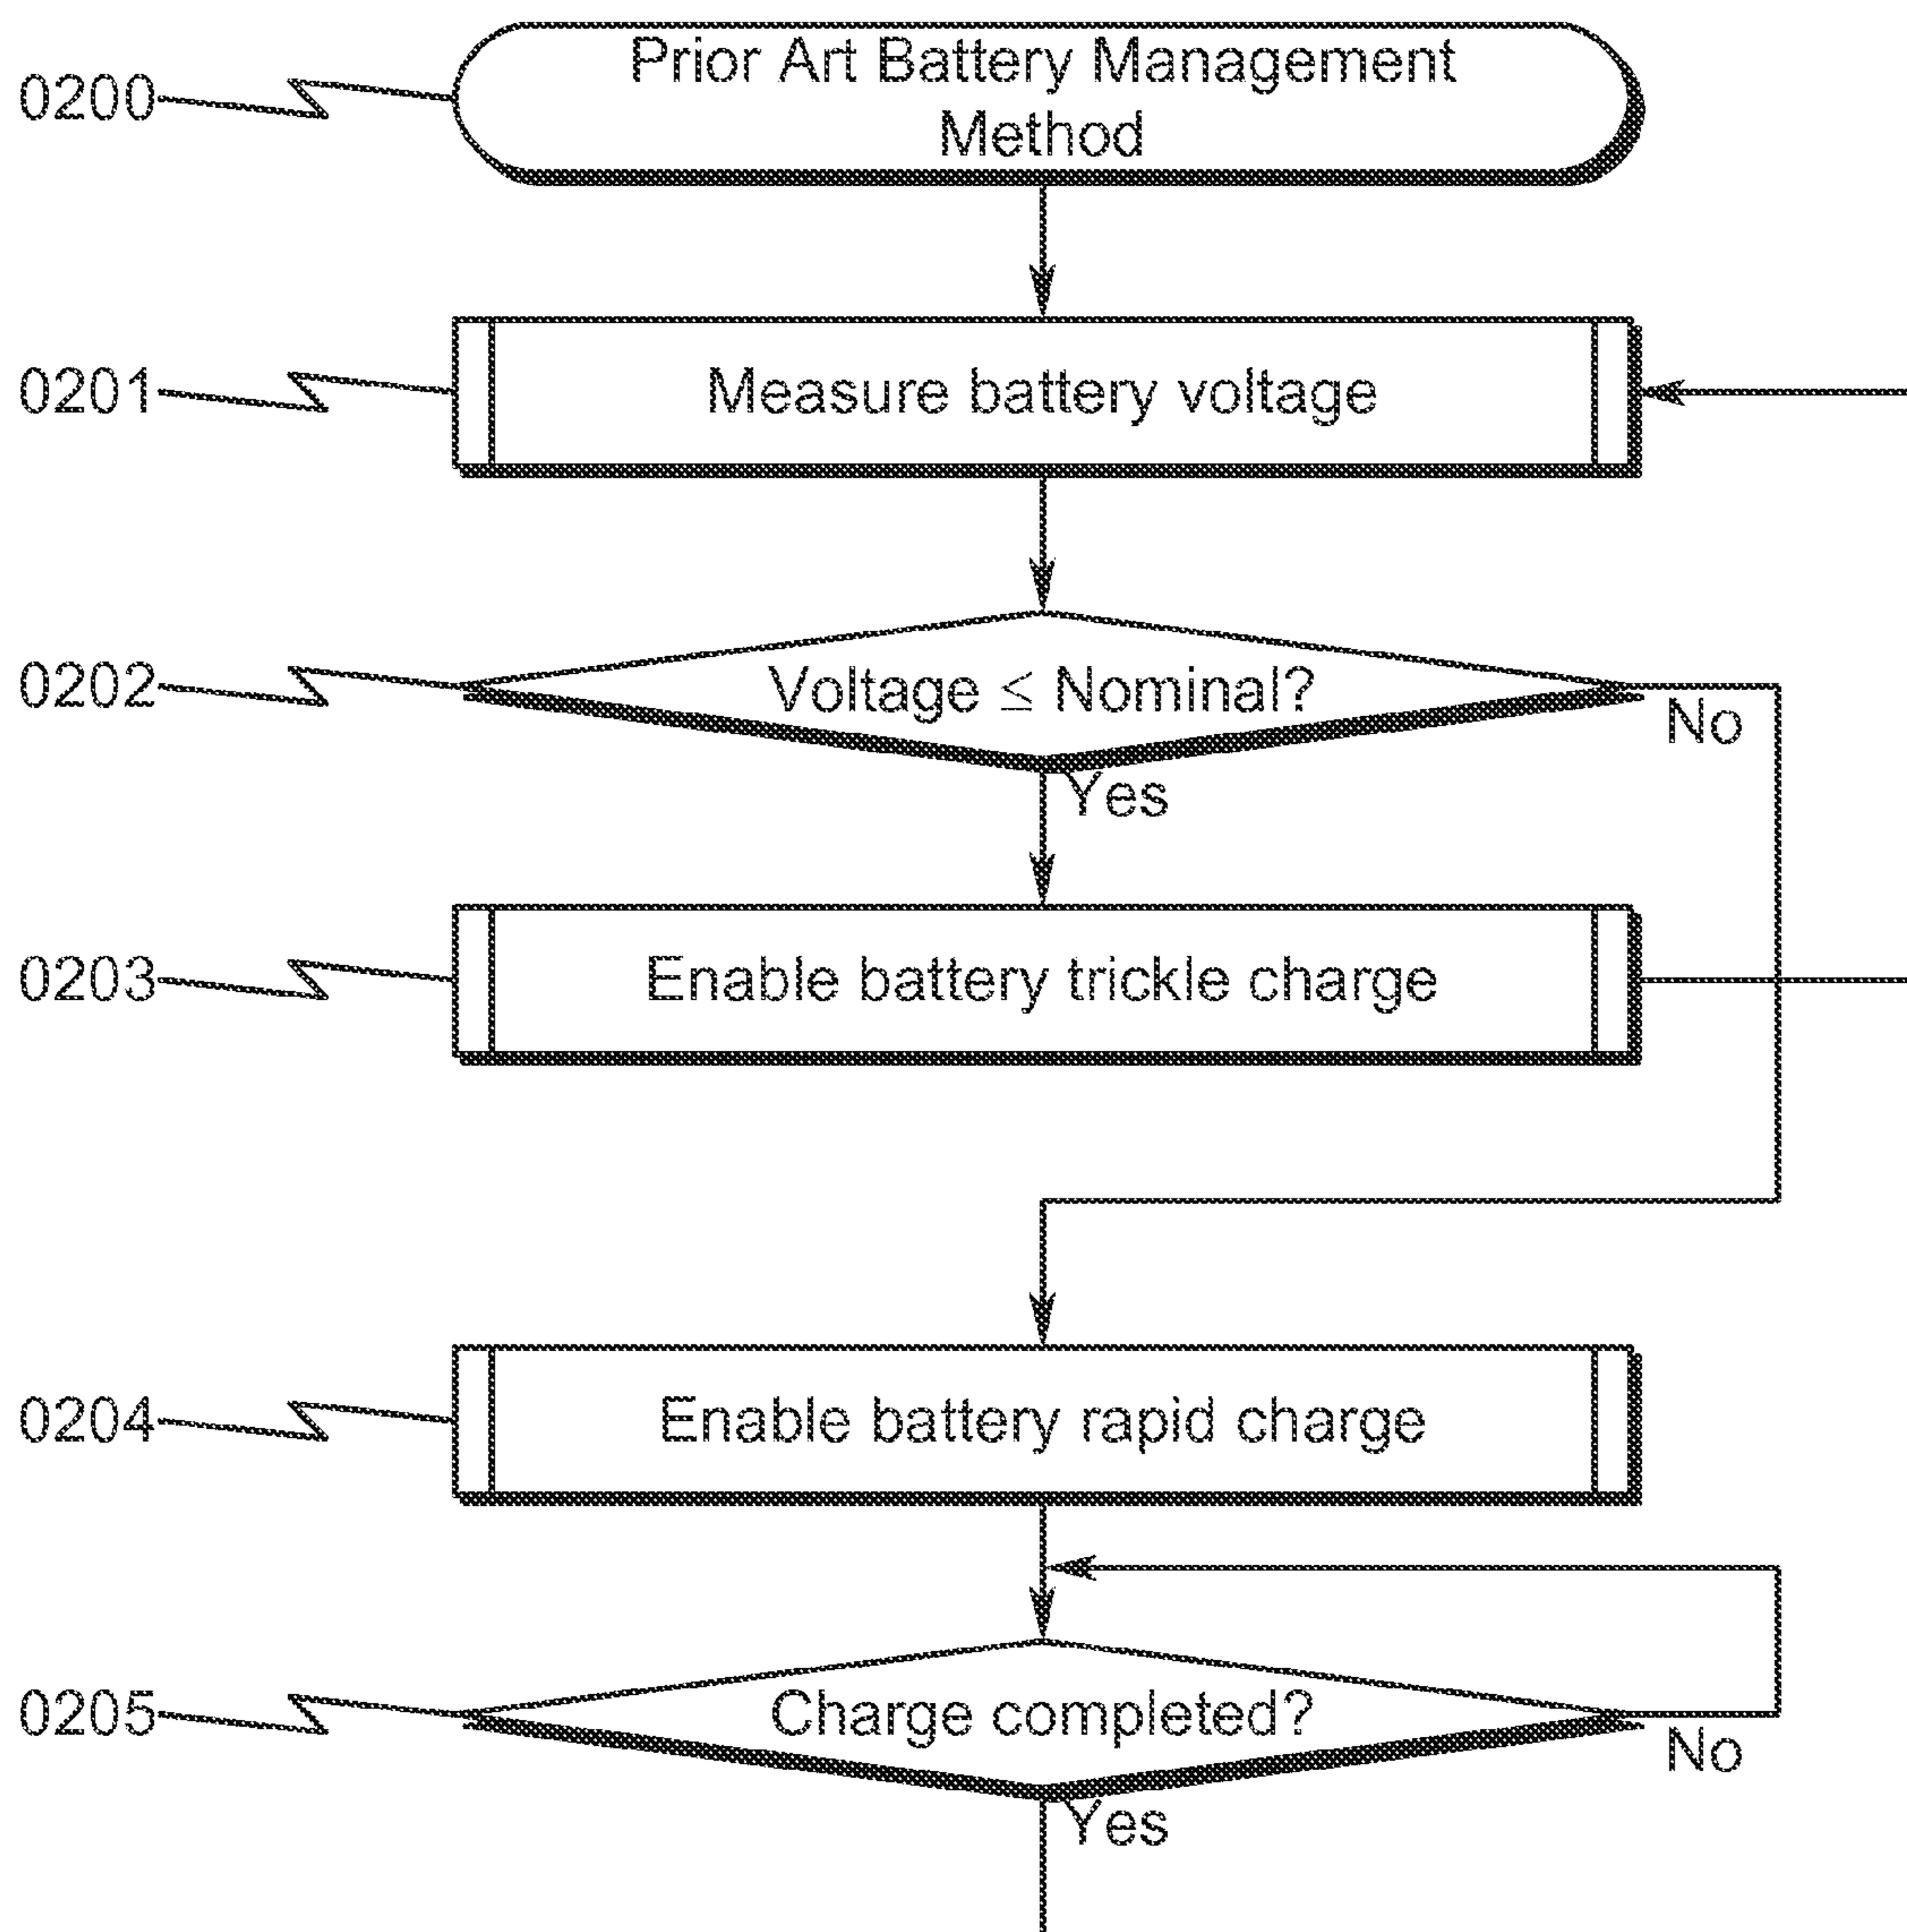 0200
Prior Art Battery Management
Method
0201
Measure battery voltage
0202
Voltage ≤ Nominal?
No
Yes
0203
Enable battery trickle charge
0204
Enable battery rapid charge
0205
Charge completed?
No
Yes